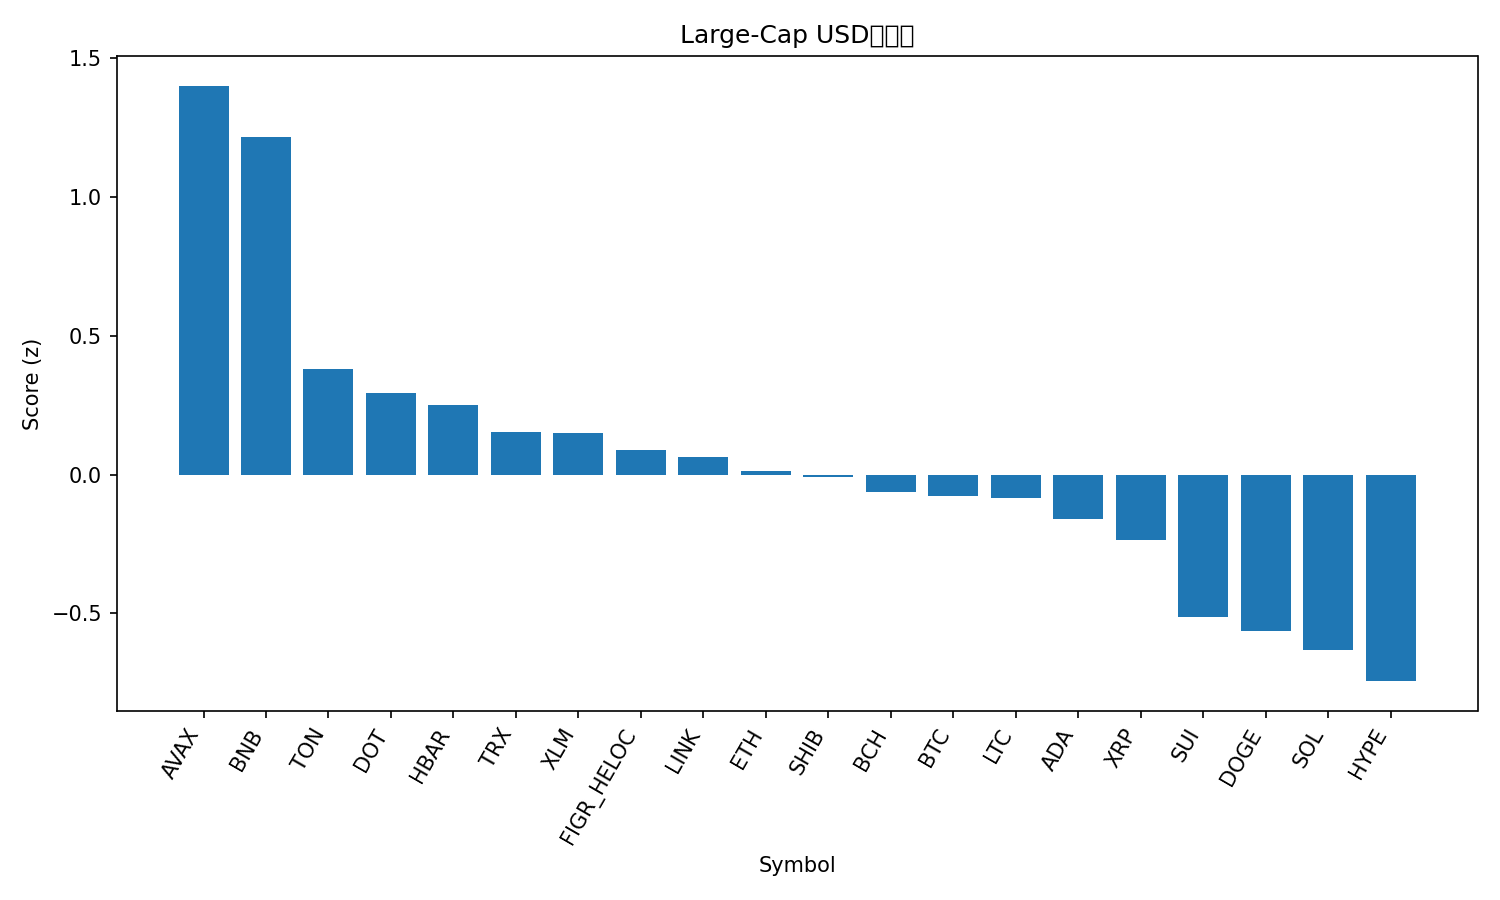 Large-Cap USD
Score (z)
1.5
1.0
0.5
0.0
−0.5
AVAX
BNB
TON
DOT
HBAR
TRX
XLM
FIGR_HELOC
LINK
ETH
SHIB
BCH
BTC
LTC
ADA
XRP
SUI
DOGE
SOL
HYPE
Symbol